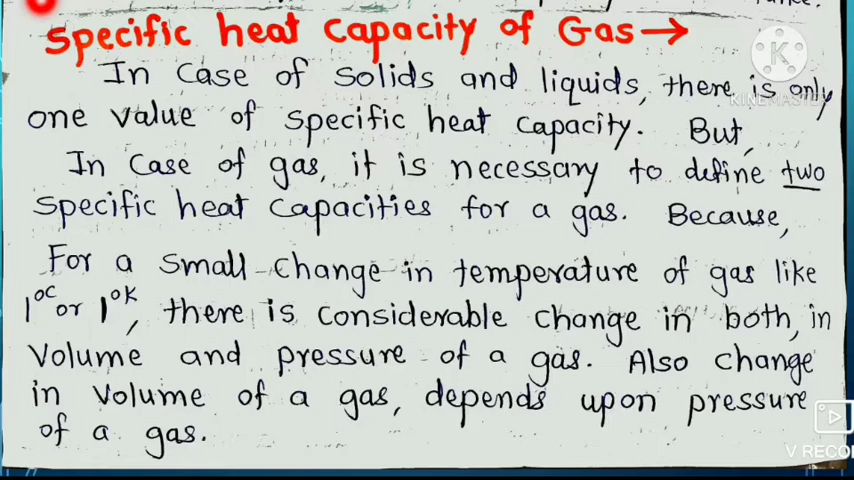 Specific heat capacity of Gas→
In case of solids and liquids, there is only
one value of specific heat capacity. But,
In case of gas, it is necessary to define two
specific heat capacities for a gas. Because,
For a small change in temperature of gas like
1°C or 1°K, there is considerable change in both, in
volume and pressure of a gas. Also change
in volume of a gas, depends upon pressure
of a gas.
KINEMASTER
V RECO